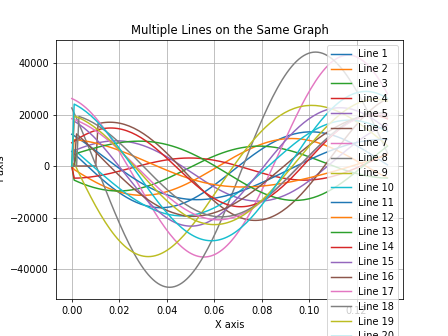 Multiple Lines on the Same Graph
40000
20000
0
−20000
−40000
axis
0.00
0.02
0.04
0.06
0.08
0.10
X axis
Line 1
Line 2
Line 3
Line 4
Line 5
Line 6
Line 7
Line 8
Line 9
Line 10
Line 11
Line 12
Line 13
Line 14
Line 15
Line 16
Line 17
Line 18
Line 19
Line 20